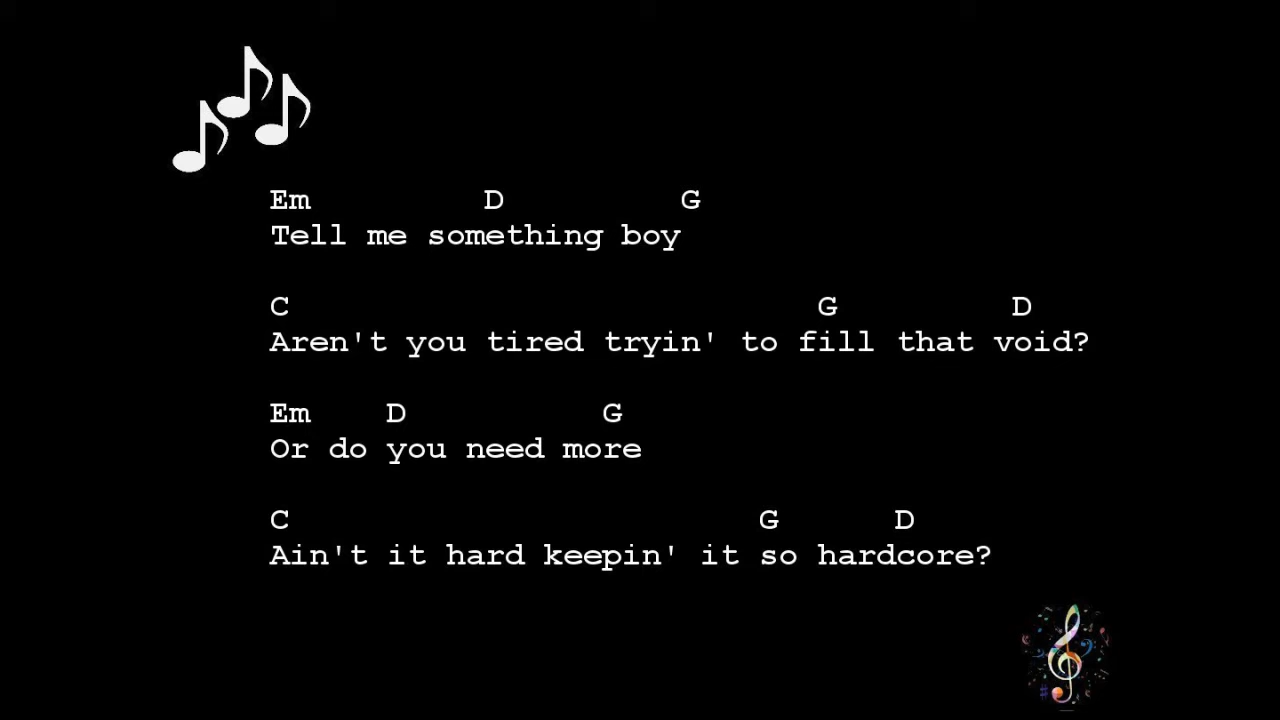 Em         D         G
Tell me something boy
C                           G         D
Aren't you tired tryin' to fill that void?
Em    D          G
Or do you need more
C                        G      D
Ain't it hard keepin' it so hardcore?